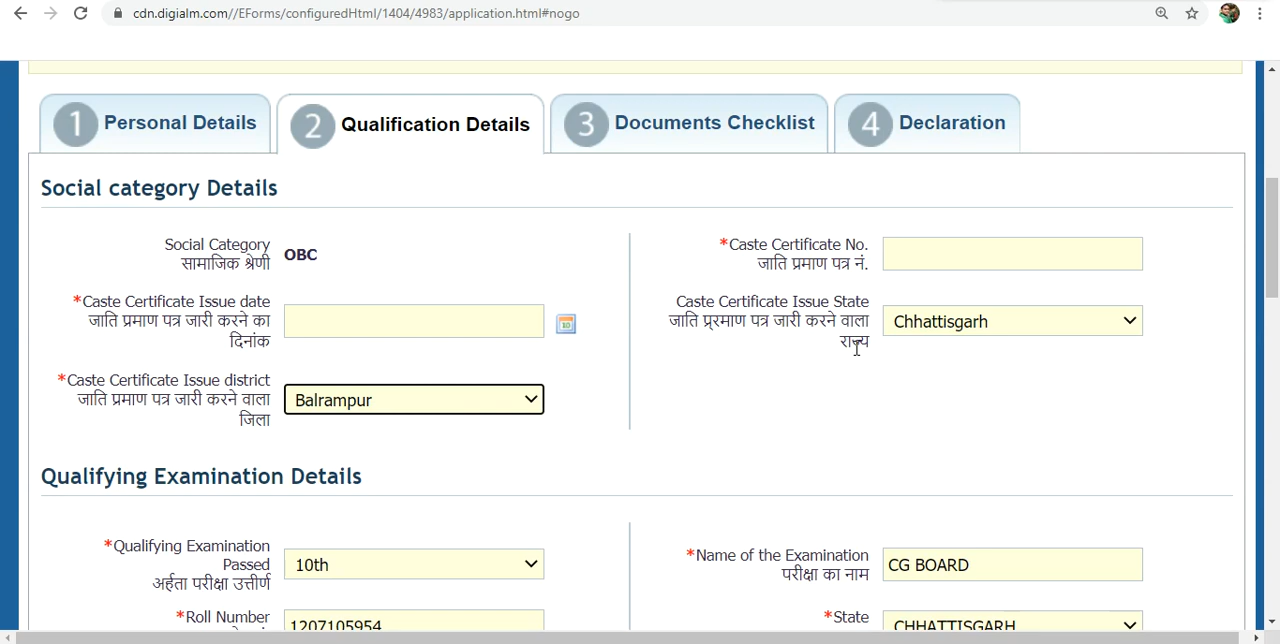 cdn.digialm.com//EForms/configuredHtml/1404/4983/application.html#nogo
1 Personal Details
2 Qualification Details
3 Documents Checklist
4 Declaration
Social category Details
Social Category
सामाजिक श्रेणी
OBC
*Caste Certificate No.
जाति प्रमाण पत्र नं.
*Caste Certificate Issue date
जाति प्रमाण पत्र जारी करने का
दिनांक
Caste Certificate Issue State
जाति प्र्रमाण पत्र जारी करने वाला
राज्य
Chhattisgarh
*Caste Certificate Issue district
जाति प्रमाण पत्र जारी करने वाला
जिला
Balrampur
Qualifying Examination Details
*Qualifying Examination
Passed
अर्हता परीक्षा उत्तीर्ण
10th
*Name of the Examination
परीक्षा का नाम
CG BOARD
*Roll Number
1207105954
*State
CHHATTISGARH